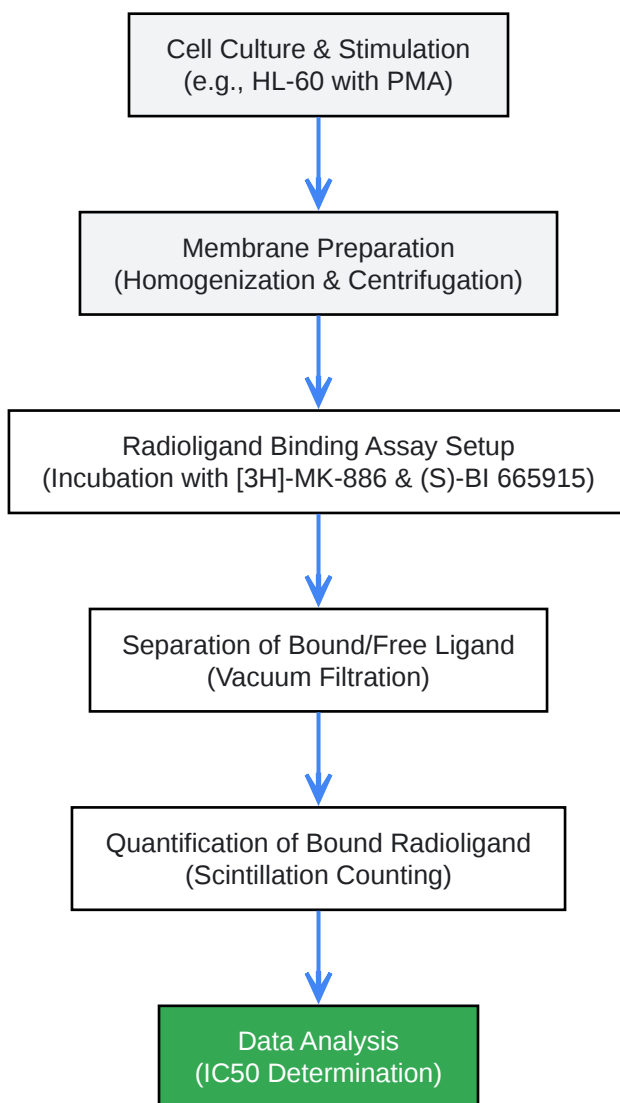 Cell Culture & Stimulation
(e.g., HL-60 with PMA)
Membrane Preparation
(Homogenization & Centrifugation)
Radioligand Binding Assay Setup
(Incubation with [3H]-MK-886 & (S)-BI 665915)
Separation of Bound/Free Ligand
(Vacuum Filtration)
Quantification of Bound Radioligand
(Scintillation Counting)
Data Analysis
(IC50 Determination)